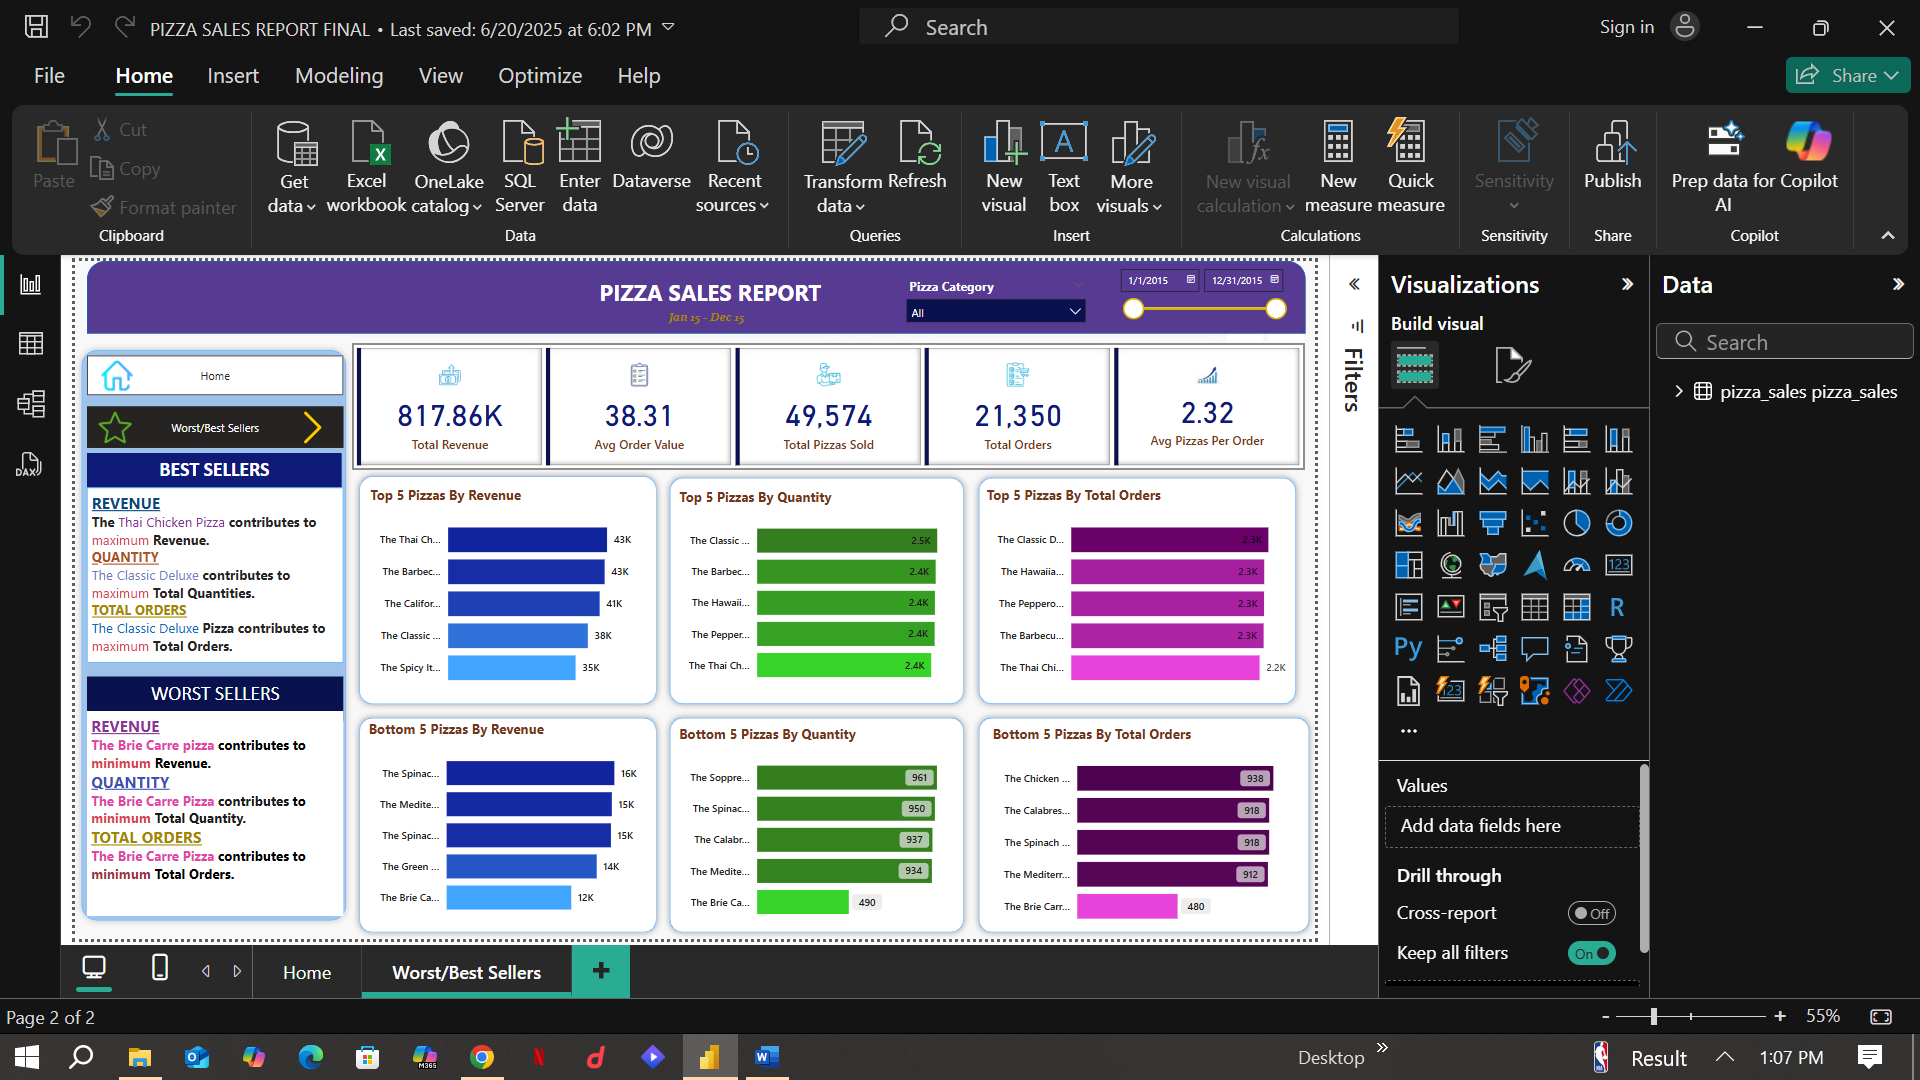 PIZZA SALES REPORT FINAL • Last saved: 6/20/2025 at 6:02 PM
Search
Sign in
File
Home
Insert
Modeling
View
Optimize
Help
Share
Paste
Cut
Copy
Format painter
Clipboard
Get data
Excel workbook
OneLake catalog
SQL Server
Enter data
Dataverse
Recent sources
Data
Transform data
Refresh
Queries
New visual
Text box
More visuals
Insert
New visual calculation
New measure
Quick measure
Calculations
Sensitivity
Sensitivity
Publish
Share
Prep data for AI
Copilot
Copilot
DAX
PIZZA SALES REPORT
Jan 15 - Dec 15
Pizza Category
All
1/1/2015
12/31/2015
Home
Worst/Best Sellers
BEST SELLERS
REVENUE
The Thai Chicken Pizza contributes to
maximum Revenue.
QUANTITY
The Classic Deluxe contributes to
maximum Total Quantities.
TOTAL ORDERS
The Classic Deluxe Pizza contributes to
maximum Total Orders.
WORST SELLERS
REVENUE
The Brie Carre pizza contributes to
minimum Revenue.
QUANTITY
The Brie Carre Pizza contributes to
minimum Total Quantity.
TOTAL ORDERS
The Brie Carre Pizza contributes to
minimum Total Orders.
817.86K
Total Revenue
38.31
Avg Order Value
49,574
Total Pizzas Sold
21,350
Total Orders
2.32
Avg Pizzas Per Order
Top 5 Pizzas By Revenue
The Thai Ch... 43K
The Barbec... 43K
The Califor... 41K
The Classic ... 38K
The Spicy It... 35K
Top 5 Pizzas By Quantity
The Classic ... 2.5K
The Barbec... 2.4K
The Hawaii... 2.4K
The Pepper... 2.4K
The Thai Ch... 2.4K
Top 5 Pizzas By Total Orders
The Classic D... 2.3K
The Hawaiia... 2.3K
The Peppero... 2.3K
The Barbecu... 2.3K
The Thai Chi... 2.2K
Bottom 5 Pizzas By Revenue
The Spinac... 16K
The Medite... 15K
The Spinac... 15K
The Green ... 14K
The Brie Ca... 12K
Bottom 5 Pizzas By Quantity
The Soppre... 961
The Spinac... 950
The Calabr... 937
The Medite... 934
The Brie Ca... 490
Bottom 5 Pizzas By Total Orders
The Chicken ... 938
The Calabres... 918
The Spinach ... 918
The Mediterr... 912
The Brie Carr... 480
Filters
Visualizations
Build visual
123
R
Py
123
Values
Add data fields here
Drill through
Cross-report
Off
Keep all filters
On
Data
Search
pizza_sales pizza_sales
Home
Worst/Best Sellers
+
Page 2 of 2
- + 55%
M365
Desktop
Result
1:07 PM